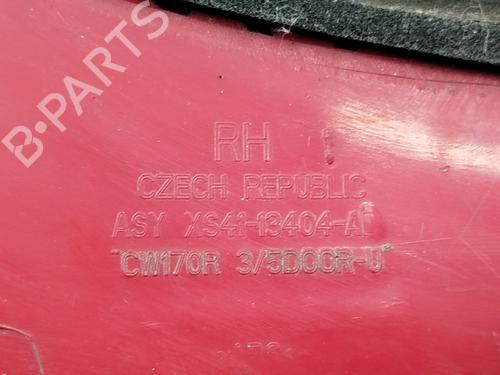 B-PARTS
RH
CZECH REPUBLIC
ASY XS41-13404-A
"CW170R 3/5DOOR-U"